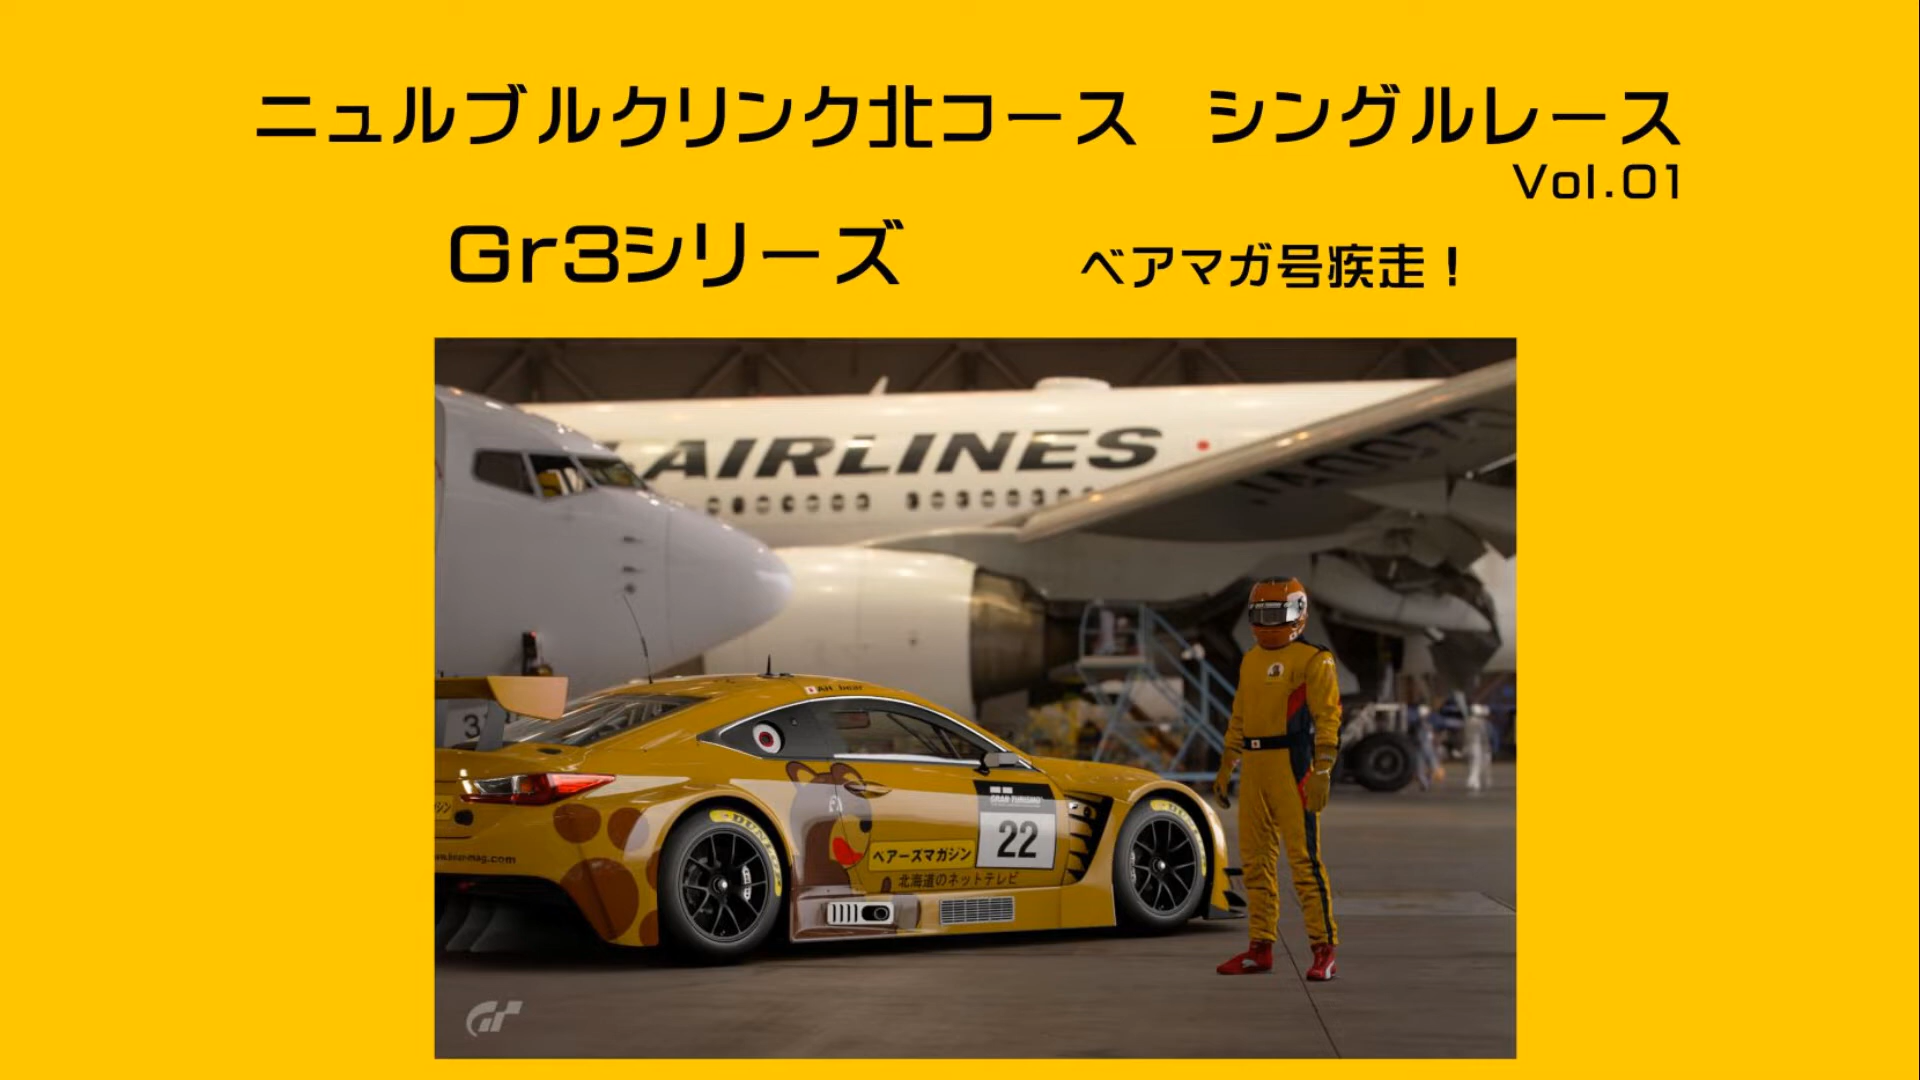 ニュルブルクリンク北コース　シングルレース
Vol.01
Gr3シリーズ　ベアマガ号疾走！
AIRLINES
AH_bear
GRAN TURISMO
22
ベアーズマガジン
北海道のネットテレビ
DUNLOP